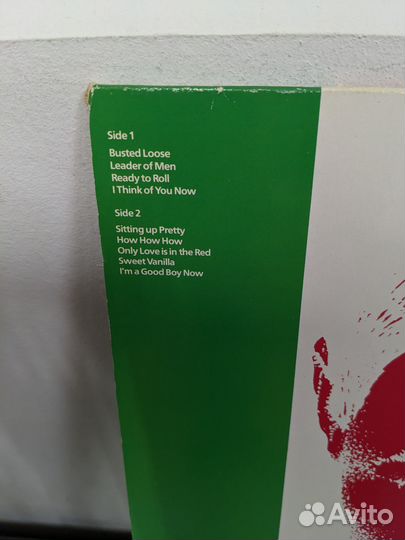 Side 1
Busted Loose
Leader of Men
Ready to Roll
I Think of You Now
Side 2
Sitting up Pretty
How How How
Only Love is in the Red
Sweet Vanilla
I'm a Good Boy Now
Avito